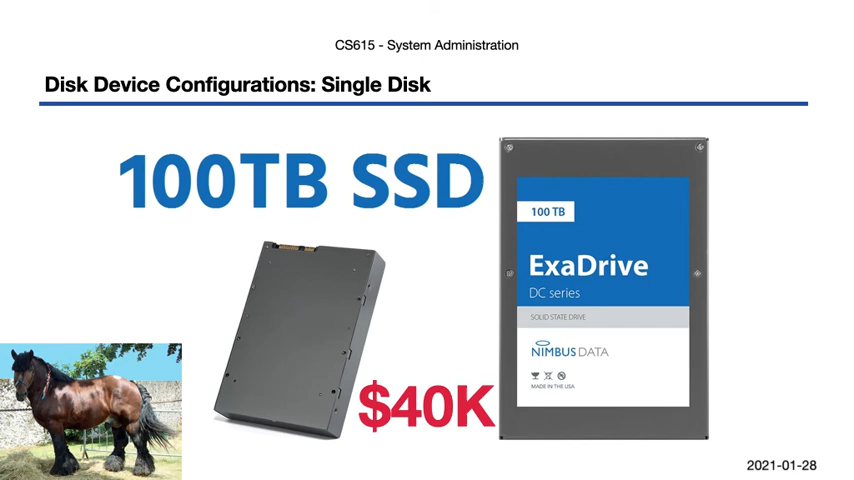 CS615 - System Administration
Disk Device Configurations: Single Disk
100TB SSD
100 TB
ExaDrive
DC series
SOLID STATE DRIVE
NIMBUS DATA
MADE IN THE USA
$40K
2021-01-28